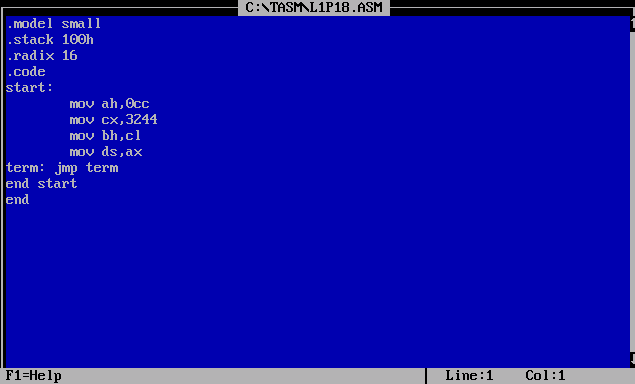 C:\TASM\L1P18.ASM
.model small
.stack 100h
.radix 16
.code
start:
        mov ah,0cc
        mov cx,3244
        mov bh,cl
        mov ds,ax
term: jmp term
end start
end
F1=Help Line:1 Col:1